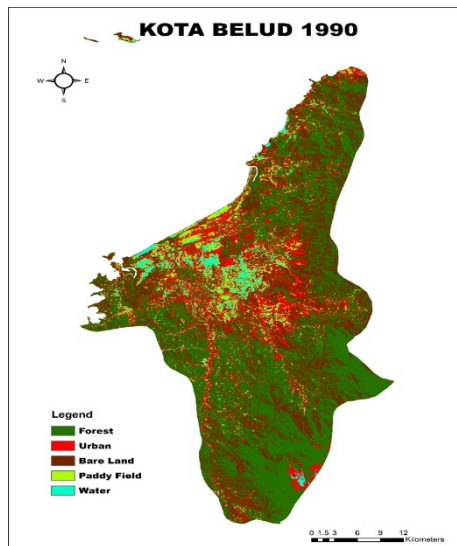 KOTA BELUD 1990
N
W E
S
Legend
Forest
Urban
Bare Land
Paddy Field
Water
0 1.5 3 6 9 12
Kilometers